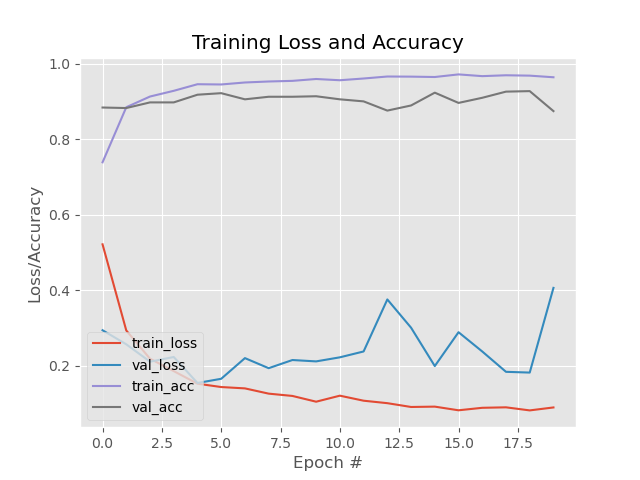 Training Loss and Accuracy
Loss/Accuracy
1.0
0.8
0.6
0.4
0.2
train_loss
val_loss
train_acc
val_acc
0.0 2.5 5.0 7.5 10.0 12.5 15.0 17.5
Epoch #